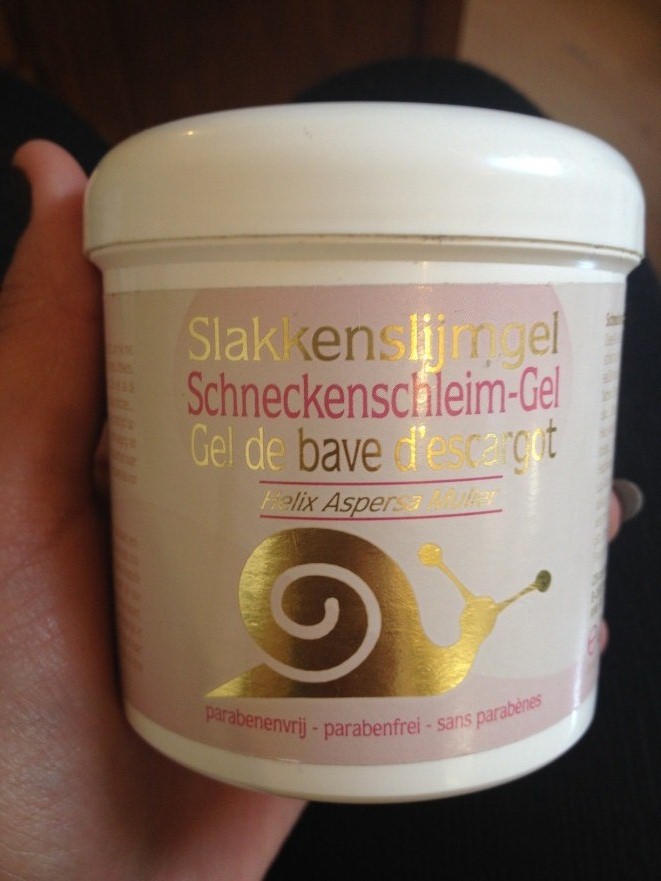 Slakkenslijmgel
Schneckenschleim-Gel
Gel de bave d'escargot
Helix Aspersa Muller
parabenenvrij - parabenfrei - sans parabènes